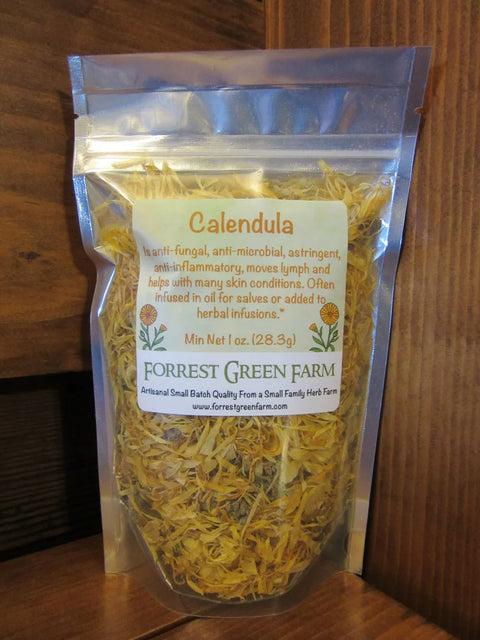 Calendula
Is anti-fungal, anti-microbial, astringent,
anti-inflammatory, moves lymph and
helps with many skin conditions. Often
infused in oil for salves or added to
herbal infusions.*
Min Net 1 oz. (28.3g)
FORREST GREEN FARM
Artisanal Small Batch Quality From a Small Family Herb Farm
www.forrestgreenfarm.com